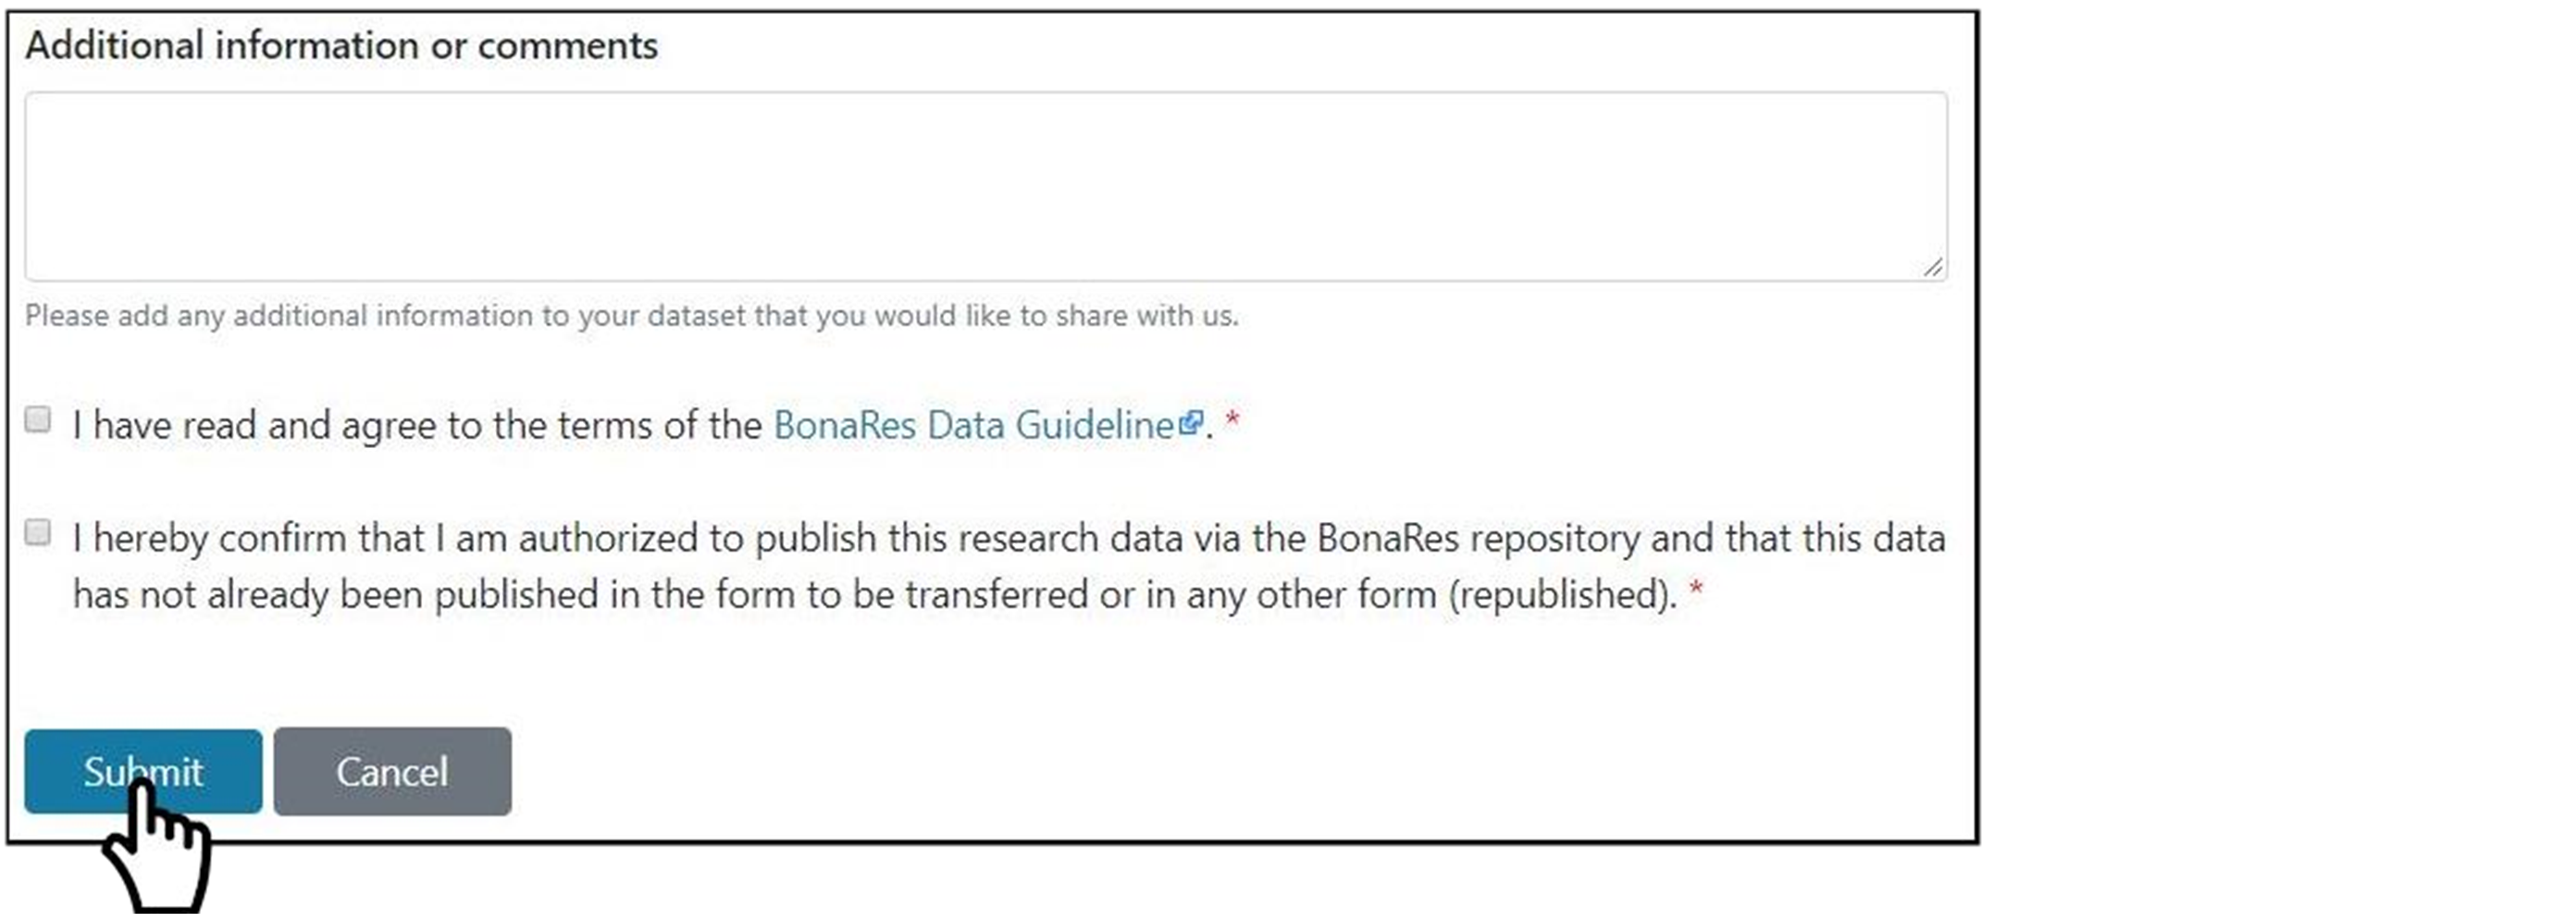 Additional information or comments
Please add any additional information to your dataset that you would like to share with us.
I have read and agree to the terms of the BonaRes Data Guideline. *
I hereby confirm that I am authorized to publish this research data via the BonaRes repository and that this data
has not already been published in the form to be transferred or in any other form (republished). *
Submit Cancel